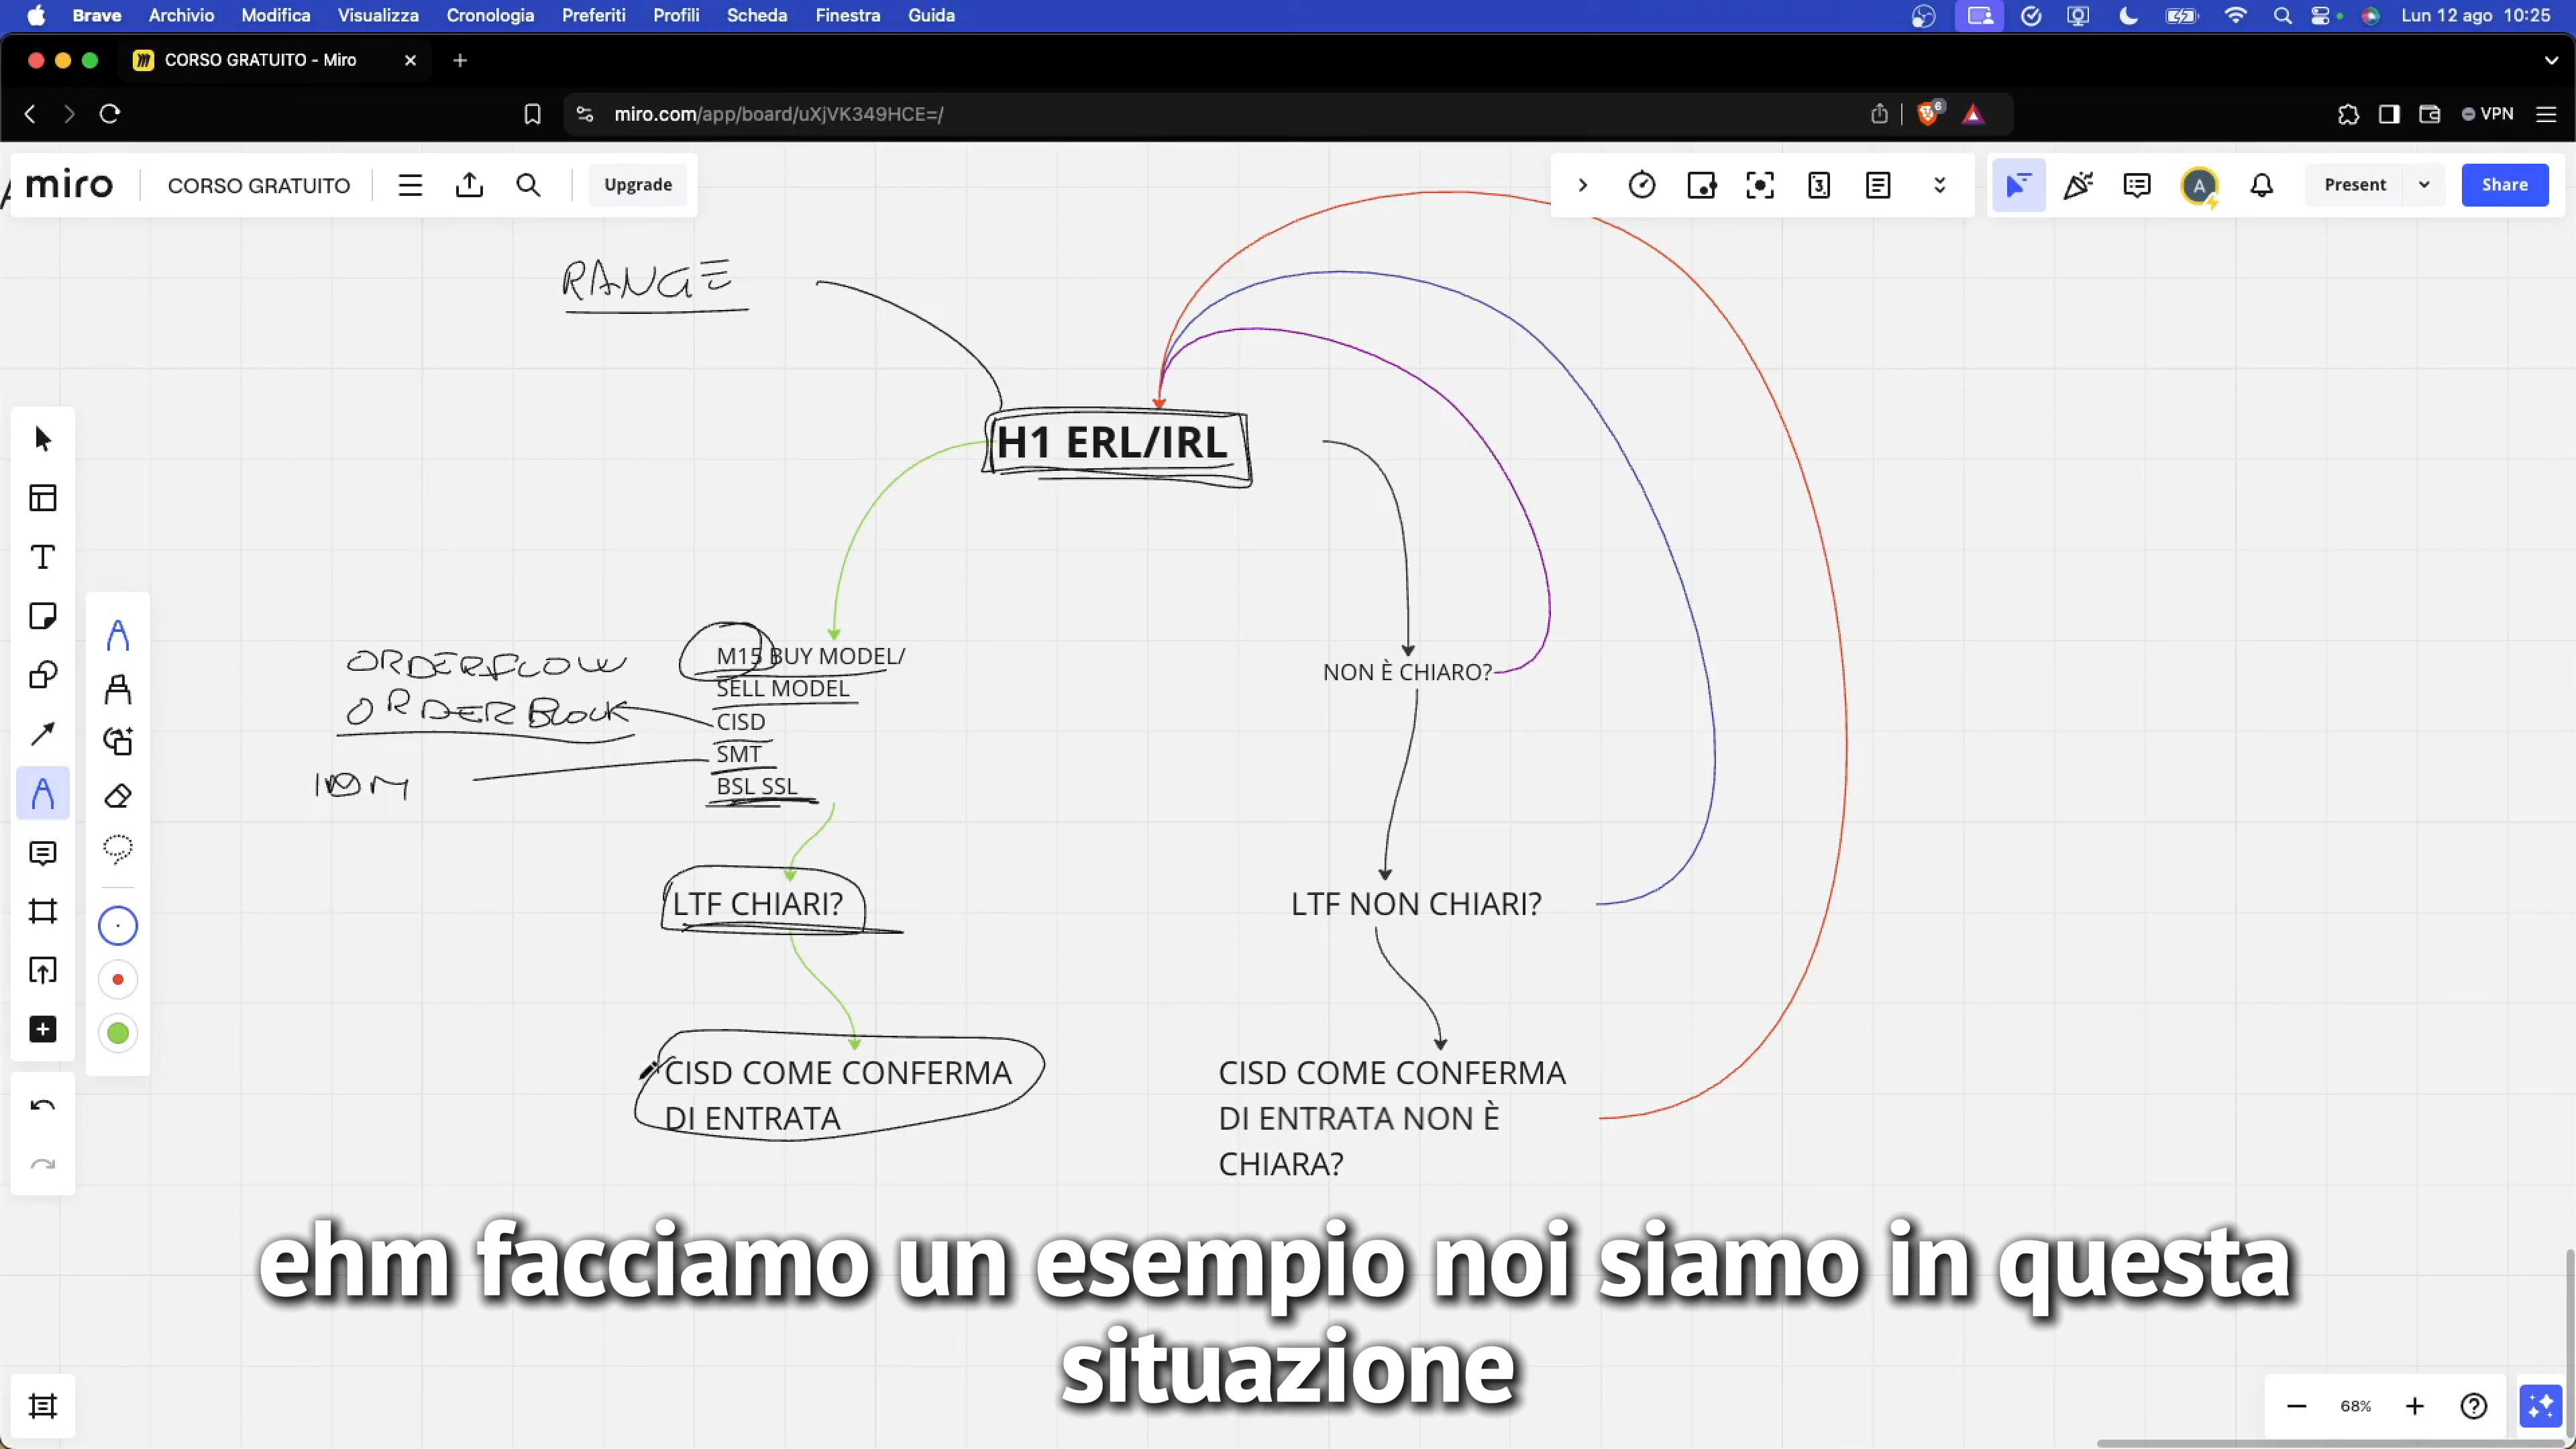 Brave Archivio Modifica Visualizza Cronologia Preferiti Profili Scheda Finestra Guida Lun 12 ago 10:25
CORSO GRATUITO - Miro
miro.com/app/board/uXjVK349HCE=/ 6 VPN
miro CORSO GRATUITO Upgrade 3 A Present Share
RANGE
H1 ERL/IRL
ORDERFLOW
ORDERBLOCK
M15 BUY MODEL/
SELL MODEL
CISD
SMT
BSL SSL
NON È CHIARO?
LTF CHIARI?
LTF NON CHIARI?
CISD COME CONFERMA
DI ENTRATA
CISD COME CONFERMA
DI ENTRATA NON È
CHIARA?
ehm facciamo un esempio noi siamo in questa
situazione
68%